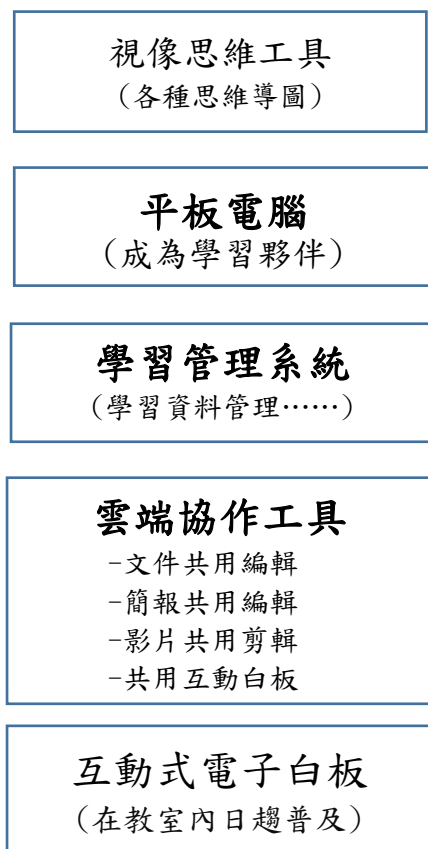 視像思維工具
（各種思維導圖）
平板電腦
（成為學習夥伴）
學習管理系統
（學習資料管理……）
雲端協作工具
-文件共用編輯
-簡報共用編輯
-影片共用剪輯
-共用互動白板
互動式電子白板
（在教室內日趨普及）